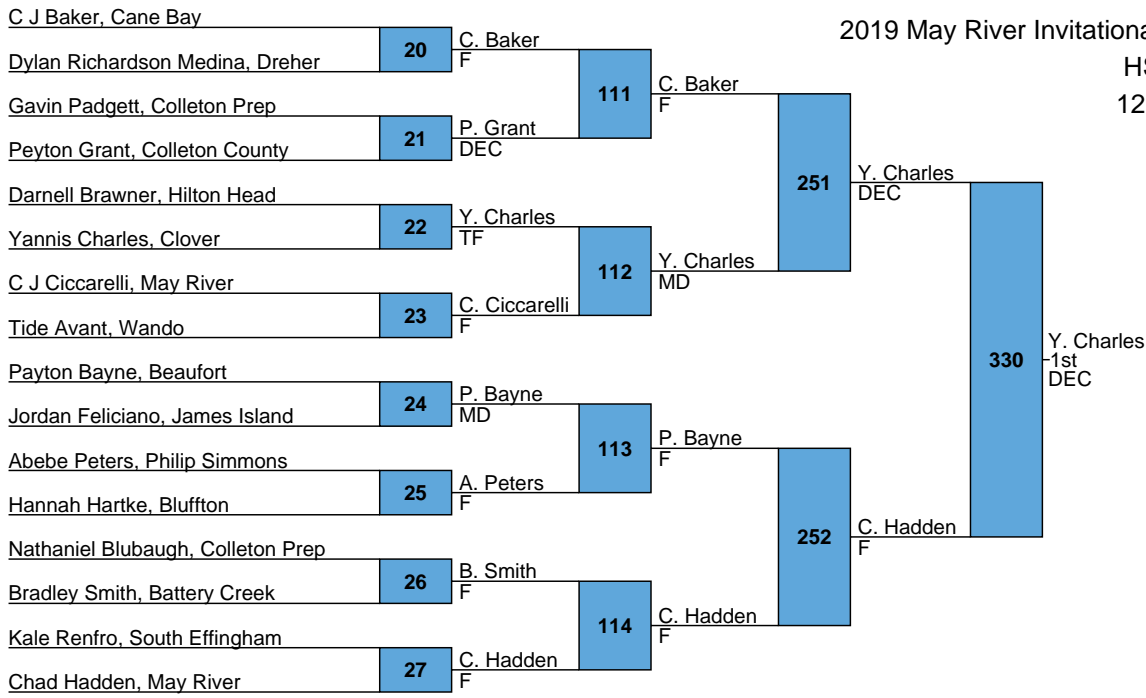 2019 May River Invitationa
HS
12
C J Baker, Cane Bay
20
Dylan Richardson Medina, Dreher
C. Baker
F
Gavin Padgett, Colleton Prep
21
Peyton Grant, Colleton County
P. Grant
DEC
111
C. Baker
F
Darnell Brawner, Hilton Head
22
Yannis Charles, Clover
Y. Charles
TF
C J Ciccarelli, May River
23
Tide Avant, Wando
C. Ciccarelli
F
112
Y. Charles
MD
251
Y. Charles
DEC
Payton Bayne, Beaufort
24
Jordan Feliciano, James Island
P. Bayne
MD
Abebe Peters, Philip Simmons
25
Hannah Hartke, Bluffton
A. Peters
F
113
P. Bayne
F
Nathaniel Blubaugh, Colleton Prep
26
Bradley Smith, Battery Creek
B. Smith
F
Kale Renfro, South Effingham
27
Chad Hadden, May River
C. Hadden
F
114
C. Hadden
F
252
C. Hadden
F
330
Y. Charles
1st
DEC